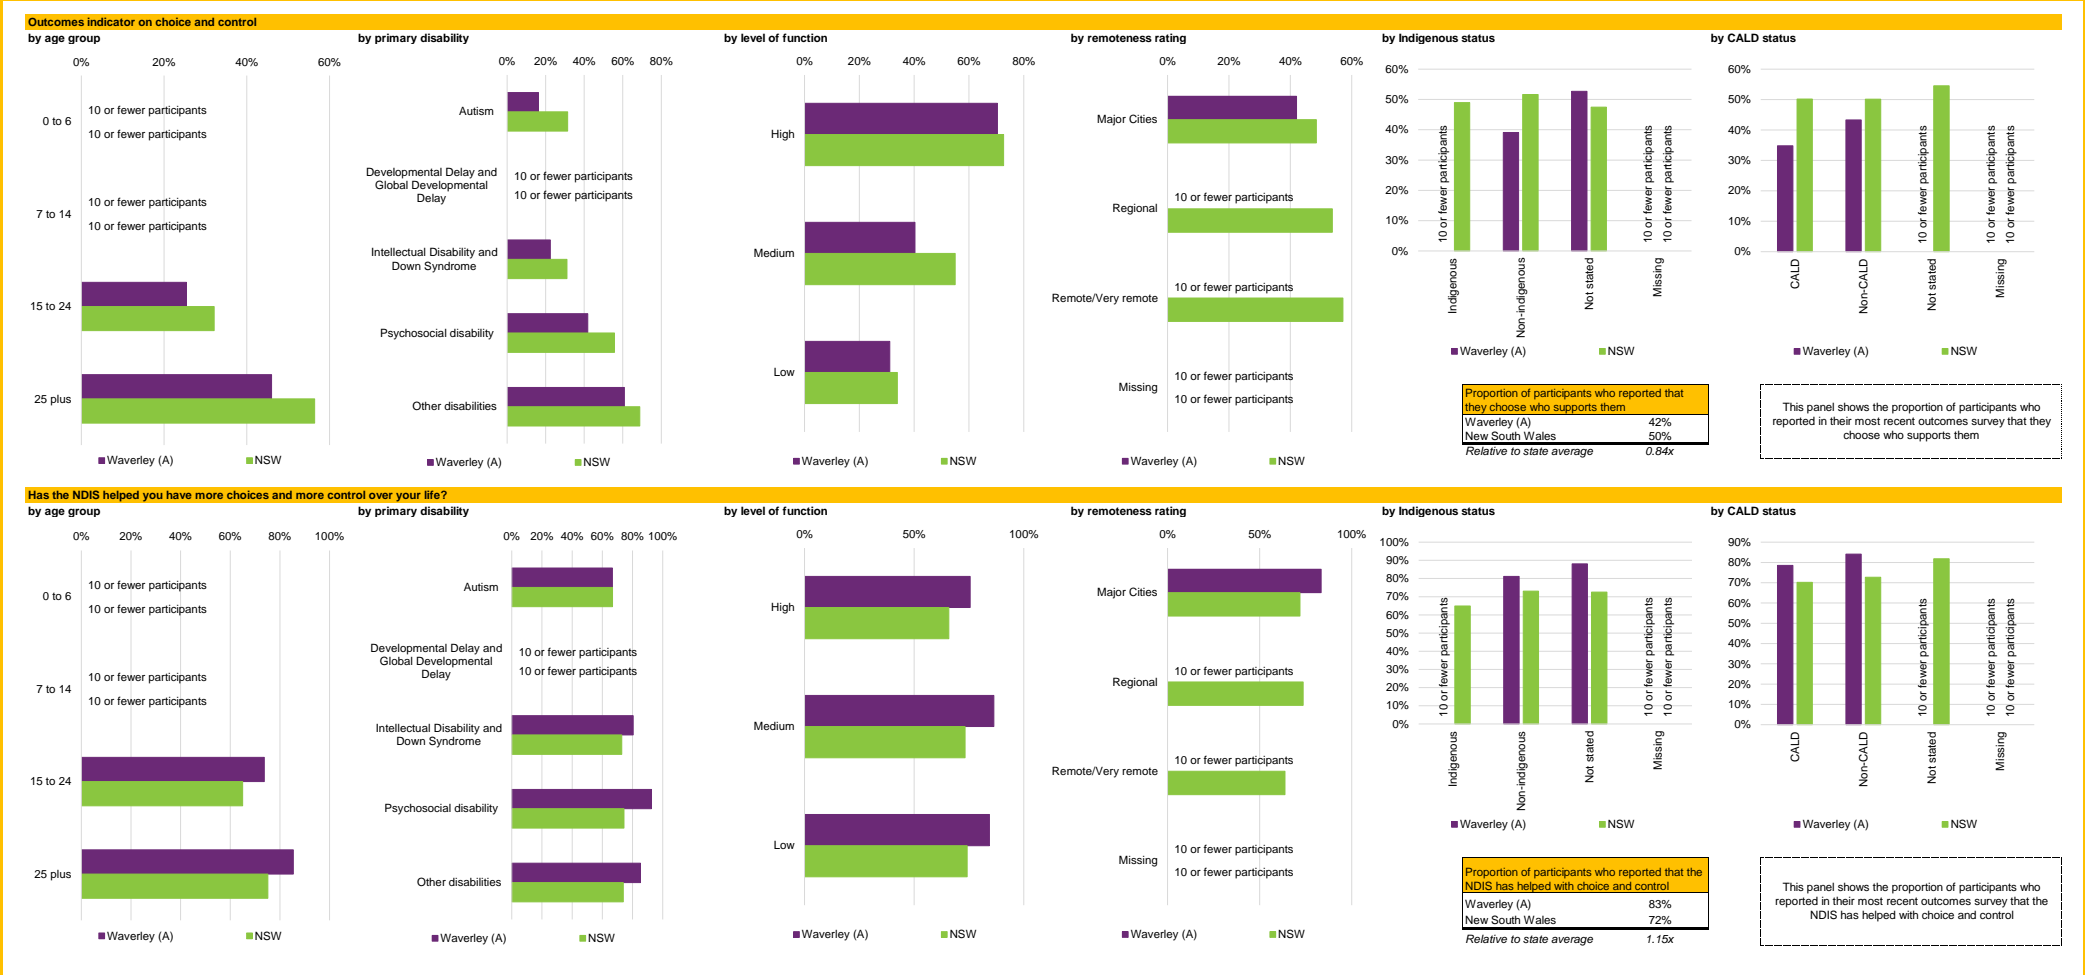 Outcomes indicator on choice and control
by age group
0%
20%
40%
60%
0 to 6
10 or fewer participants
10 or fewer participants
7 to 14
10 or fewer participants
10 or fewer participants
15 to 24
25 plus
Waverley (A)
NSW
by primary disability
0%
20%
40%
60%
80%
Autism
Developmental Delay and
Global Developmental
Delay
10 or fewer participants
10 or fewer participants
Intellectual Disability and
Down Syndrome
Psychosocial disability
Other disabilities
Waverley (A)
NSW
by level of function
0%
20%
40%
60%
80%
High
Medium
Low
Waverley (A)
NSW
by remoteness rating
0%
20%
40%
60%
Major Cities
Regional
10 or fewer participants
Remote/Very remote
10 or fewer participants
Missing
10 or fewer participants
10 or fewer participants
Waverley (A)
NSW
by Indigenous status
60%
50%
40%
30%
20%
10%
0%
10 or fewer participants
10 or fewer participants
10 or fewer participants
Indigenous
Non-indigenous
Not stated
Missing
Waverley (A)
NSW
Proportion of participants who reported that
they choose who supports them
Waverley (A) 42%
New South Wales 50%
Relative to state average 0.84x
by CALD status
60%
50%
40%
30%
20%
10%
0%
10 or fewer participants
10 or fewer participants
10 or fewer participants
CALD
Non-CALD
Not stated
Missing
Waverley (A)
NSW
This panel shows the proportion of participants who
reported in their most recent outcomes survey that they
choose who supports them
Has the NDIS helped you have more choices and more control over your life?
by age group
0%
20%
40%
60%
80%
100%
0 to 6
10 or fewer participants
10 or fewer participants
7 to 14
10 or fewer participants
10 or fewer participants
15 to 24
25 plus
Waverley (A)
NSW
by primary disability
0%
20%
40%
60%
80%
100%
Autism
Developmental Delay and
Global Developmental
Delay
10 or fewer participants
10 or fewer participants
Intellectual Disability and
Down Syndrome
Psychosocial disability
Other disabilities
Waverley (A)
NSW
by level of function
0%
50%
100%
High
Medium
Low
Waverley (A)
NSW
by remoteness rating
0%
50%
100%
Major Cities
Regional
10 or fewer participants
Remote/Very remote
10 or fewer participants
Missing
10 or fewer participants
10 or fewer participants
Waverley (A)
NSW
by Indigenous status
100%
90%
80%
70%
60%
50%
40%
30%
20%
10%
0%
10 or fewer participants
10 or fewer participants
10 or fewer participants
Indigenous
Non-indigenous
Not stated
Missing
Waverley (A)
NSW
Proportion of participants who reported that the
NDIS has helped with choice and control
Waverley (A) 83%
New South Wales 72%
Relative to state average 1.15x
by CALD status
90%
80%
70%
60%
50%
40%
30%
20%
10%
0%
10 or fewer participants
10 or fewer participants
10 or fewer participants
CALD
Non-CALD
Not stated
Missing
Waverley (A)
NSW
This panel shows the proportion of participants who
reported in their most recent outcomes survey that the
NDIS has helped with choice and control